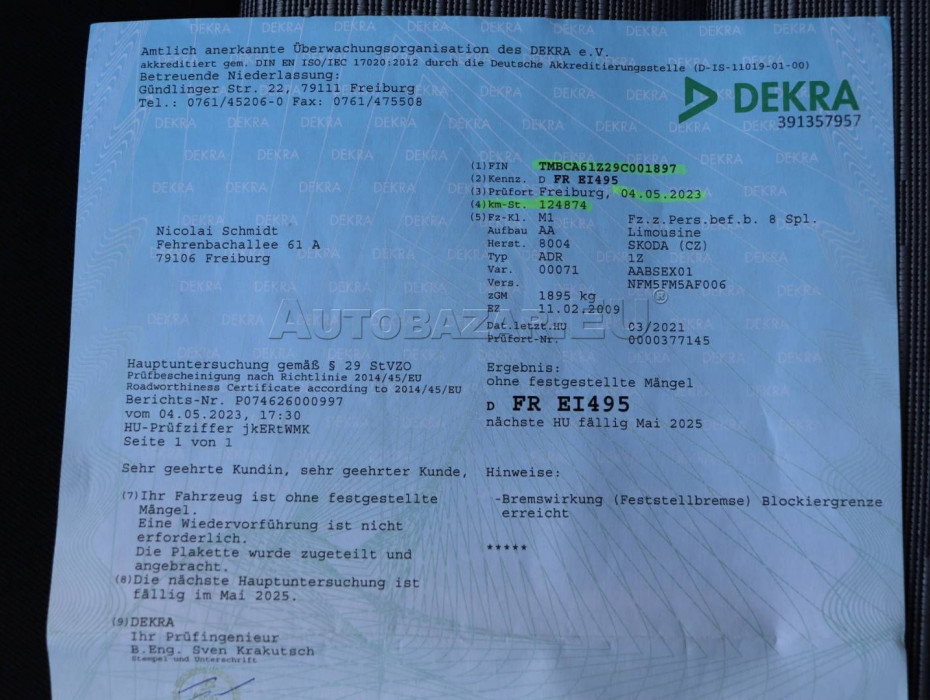 Amtlich anerkannte Überwachungsorganisation des DEKRA e.V.
akkreditiert gem. DIN EN ISO/IEC 17020:2012 durch die Deutsche Akkreditierungsstelle (D-IS-11019-01-00)
Betreuende Niederlassung:
Gündlinger Str. 22, 79111 Freiburg
Tel.: 0761/45206-0 Fax: 0761/475508
DEKRA
391357957
(1) FIN TMBCA61Z29C001897
(2) Kennz. D FR EI495
(3) Prüfort Freiburg, 04.05.2023
(4) km-St. 124874
(5) Fz-Kl. M1 Fz.z.Pers.bef.b. 8 Spl.
Aufbau AA Limousine
Herst. 8004 SKODA (CZ)
Typ ADR 1Z
Var. 00071 AABSEX01
Vers. NFM5FM5AF006
zGM 1895 kg
EZ 11.02.2009
Dat.letzt.HU 03/2021
Prüfort-Nr. 0000377145
Nicolai Schmidt
Fehrenbachallee 61 A
79106 Freiburg
AUTOBAZAR.EU®
Hauptuntersuchung gemäß § 29 StVZO
Prüfbescheinigung nach Richtlinie 2014/45/EU
Roadworthiness Certificate according to 2014/45/EU
Berichts-Nr. P074626000997
vom 04.05.2023, 17:30
HU-Prüfziffer jkERtWMK
Seite 1 von 1
Ergebnis:
ohne festgestellte Mängel
D FR EI495
nächste HU fällig Mai 2025
Sehr geehrte Kundin, sehr geehrter Kunde,
(7) Ihr Fahrzeug ist ohne festgestellte
Mängel.
Eine Wiedervorführung ist nicht
erforderlich.
Die Plakette wurde zugeteilt und
angebracht.
(8) Die nächste Hauptuntersuchung ist
fällig im Mai 2025.
(9) DEKRA
Ihr Prüfingenieur
B.Eng. Sven Krakutsch
Stempel und Unterschrift
Hinweise:
-Bremswirkung (Feststellbremse) Blockiergrenze
erreicht
*****